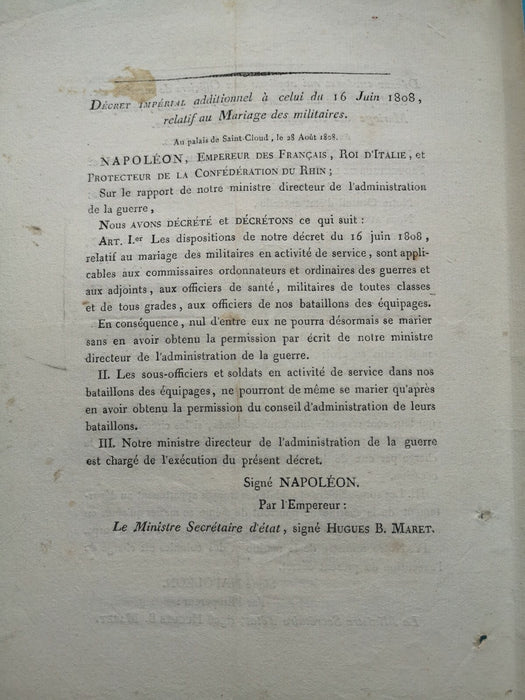 Décret impérial additionnel à celui du 16 Juin 1808,
relatif au Mariage des militaires.
Au palais de Saint-Cloud, le 28 Août 1808.
NAPOLÉON, Empereur des Français, Roi d'Italie, et
Protecteur de la Confédération du Rhin;
Sur le rapport de notre ministre directeur de l'administration
de la guerre,
Nous avons décrété et décrétons ce qui suit:
Art. I.er Les dispositions de notre décret du 16 juin 1808,
relatif au mariage des militaires en activité de service, sont appli-
cables aux commissaires ordonnateurs et ordinaires des guerres et
aux adjoints, aux officiers de santé, militaires de toutes classes
et de tous grades, aux officiers de nos bataillons des équipages.
En conséquence, nul d'entre eux ne pourra désormais se marier
sans en avoir obtenu la permission par écrit de notre ministre
directeur de l'administration de la guerre.
II. Les sous-officiers et soldats en activité de service dans nos
bataillons des équipages, ne pourront de même se marier qu'après
en avoir obtenu la permission du conseil d'administration de leurs
bataillons.
III. Notre ministre directeur de l'administration de la guerre
est chargé de l'exécution du présent décret.
Signé NAPOLÉON.
Par l'Empereur:
Le Ministre Secrétaire d'état, signé Hugues B. Maret.